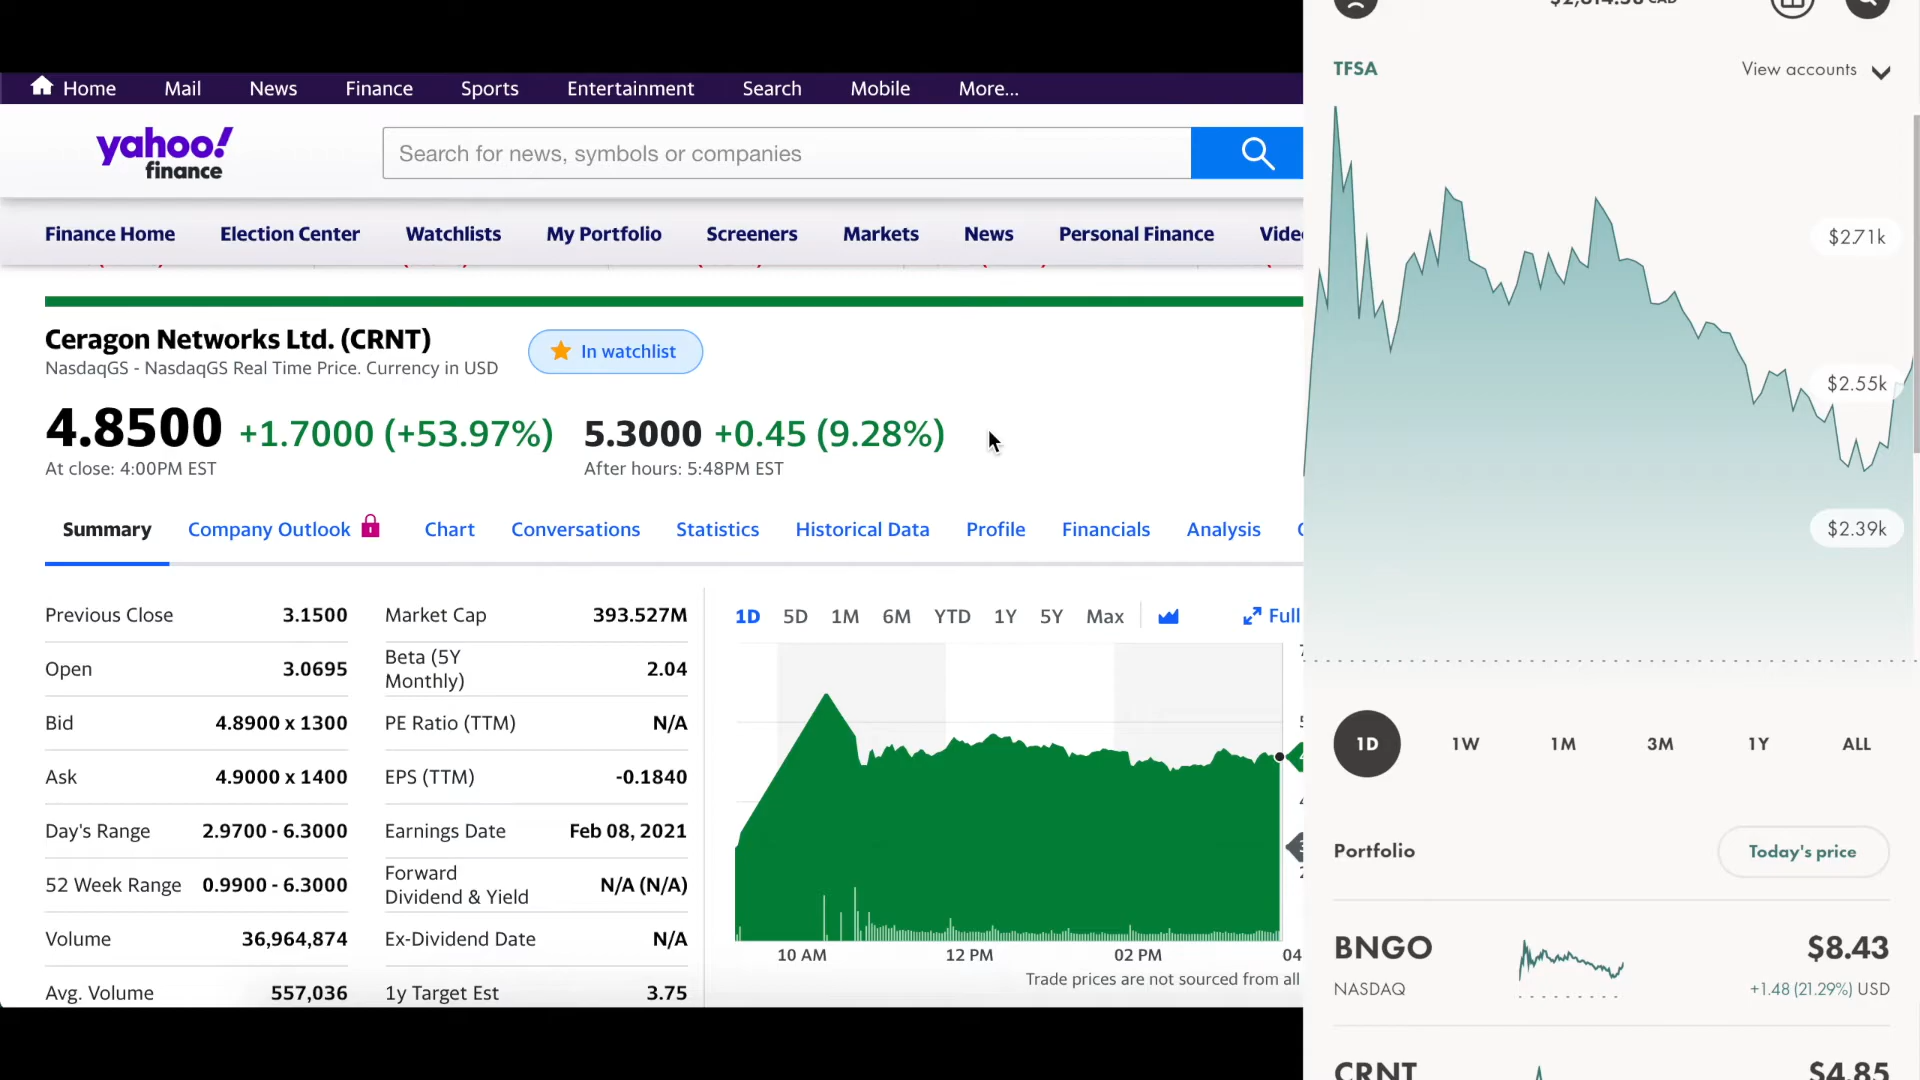 Home Mail News Finance Sports Entertainment Search Mobile More...
yahoo!
finance
Search for news, symbols or companies
Finance Home Election Center Watchlists My Portfolio Screeners Markets News Personal Finance
Ceragon Networks Ltd. (CRNT)
In watchlist
NasdaqGS - NasdaqGS Real Time Price. Currency in USD
4.8500 +1.7000 (+53.97%) 5.3000 +0.45 (9.28%)
At close: 4:00PM EST After hours: 5:48PM EST
Summary Company Outlook Chart Conversations Statistics Historical Data Profile Financials Analysis
Previous Close 3.1500
Open 3.0695
Bid 4.8900 x 1300
Ask 4.9000 x 1400
Day's Range 2.9700 - 6.3000
52 Week Range 0.9900 - 6.3000
Volume 36,964,874
Avg. Volume 557,036
Market Cap 393.527M
Beta (5Y
Monthly) 2.04
PE Ratio (TTM) N/A
EPS (TTM) -0.1840
Earnings Date Feb 08, 2021
Forward
Dividend & Yield N/A (N/A)
Ex-Dividend Date N/A
1y Target Est 3.75
1D 5D 1M 6M YTD 1Y 5Y Max Full
10 AM 12 PM 02 PM 04
Trade prices are not sourced from all
TFSA View accounts
$2.71k
$2.55k
$2.39k
1D 1W 1M 3M 1Y ALL
Portfolio Today's price
BNGO $8.43
NASDAQ +1.48 (21.29%) USD
CRNT $4.85